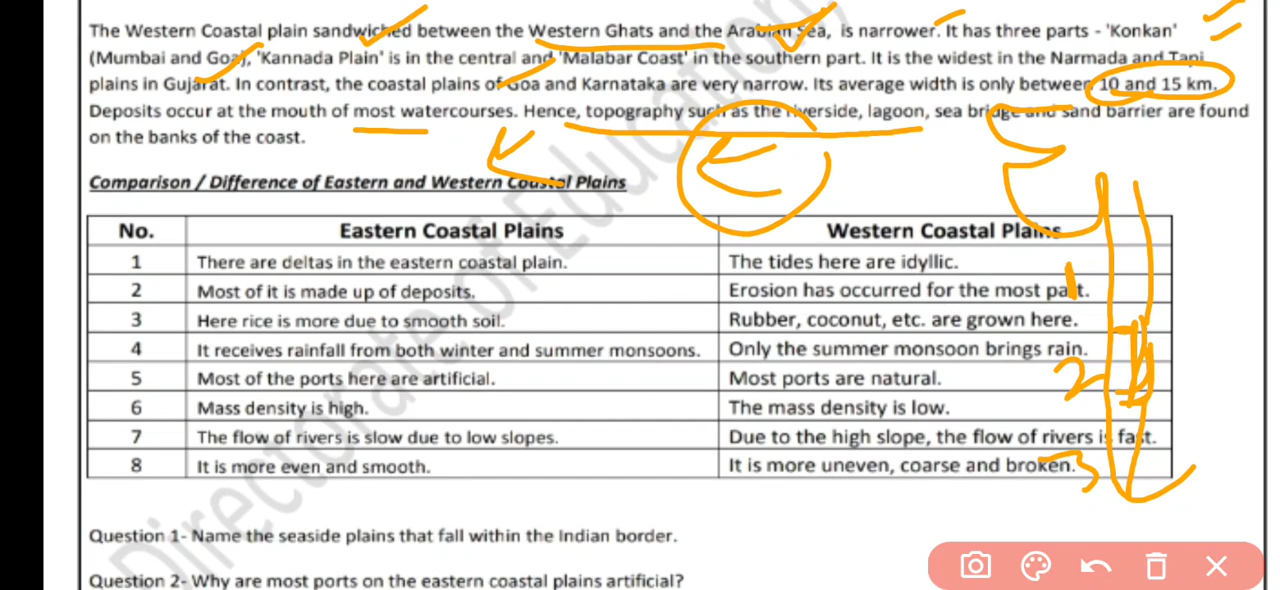 The Western Coastal plain sandwiched between the Western Ghats and the Arabian Sea, is narrower. It has three parts - 'Konkan'
(Mumbai and Goa), 'Kannada Plain' is in the central and 'Malabar Coast' in the southern part. It is the widest in the Narmada and Tapi
plains in Gujarat. In contrast, the coastal plains of Goa and Karnataka are very narrow. Its average width is only between 10 and 15 km.
Deposits occur at the mouth of most watercourses. Hence, topography such as the riverside, lagoon, sea bridge and sand barrier are found
on the banks of the coast.
Comparison / Difference of Eastern and Western Coastal Plains
No. Eastern Coastal Plains Western Coastal Plains
1 There are deltas in the eastern coastal plain. The tides here are idyllic.
2 Most of it is made up of deposits. Erosion has occurred for the most part.
3 Here rice is more due to smooth soil. Rubber, coconut, etc. are grown here.
4 It receives rainfall from both winter and summer monsoons. Only the summer monsoon brings rain.
5 Most of the ports here are artificial. Most ports are natural.
6 Mass density is high. The mass density is low.
7 The flow of rivers is slow due to low slopes. Due to the high slope, the flow of rivers is fast.
8 It is more even and smooth. It is more uneven, coarse and broken.
1
2
3
Question 1- Name the seaside plains that fall within the Indian border.
Question 2- Why are most ports on the eastern coastal plains artificial?
Directorate of Education